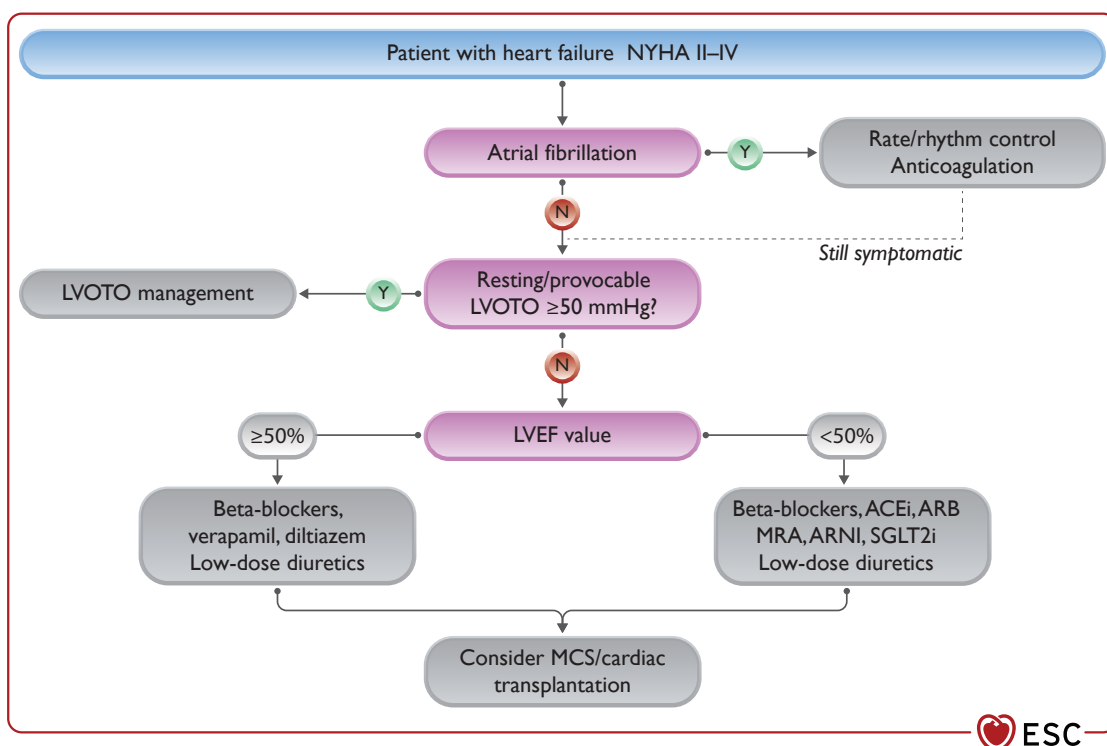 Patient with heart failure NYHA II–IV
Atrial fibrillation
Y
Rate/rhythm control
Anticoagulation
N
Still symptomatic
LVOTO management
Y
Resting/provocable
LVOTO ≥50 mmHg?
N
≥50%
LVEF value
<50%
Beta-blockers,
verapamil, diltiazem
Low-dose diuretics
Beta-blockers, ACEi, ARB
MRA, ARNI, SGLT2i
Low-dose diuretics
Consider MCS/cardiac
transplantation
ESC